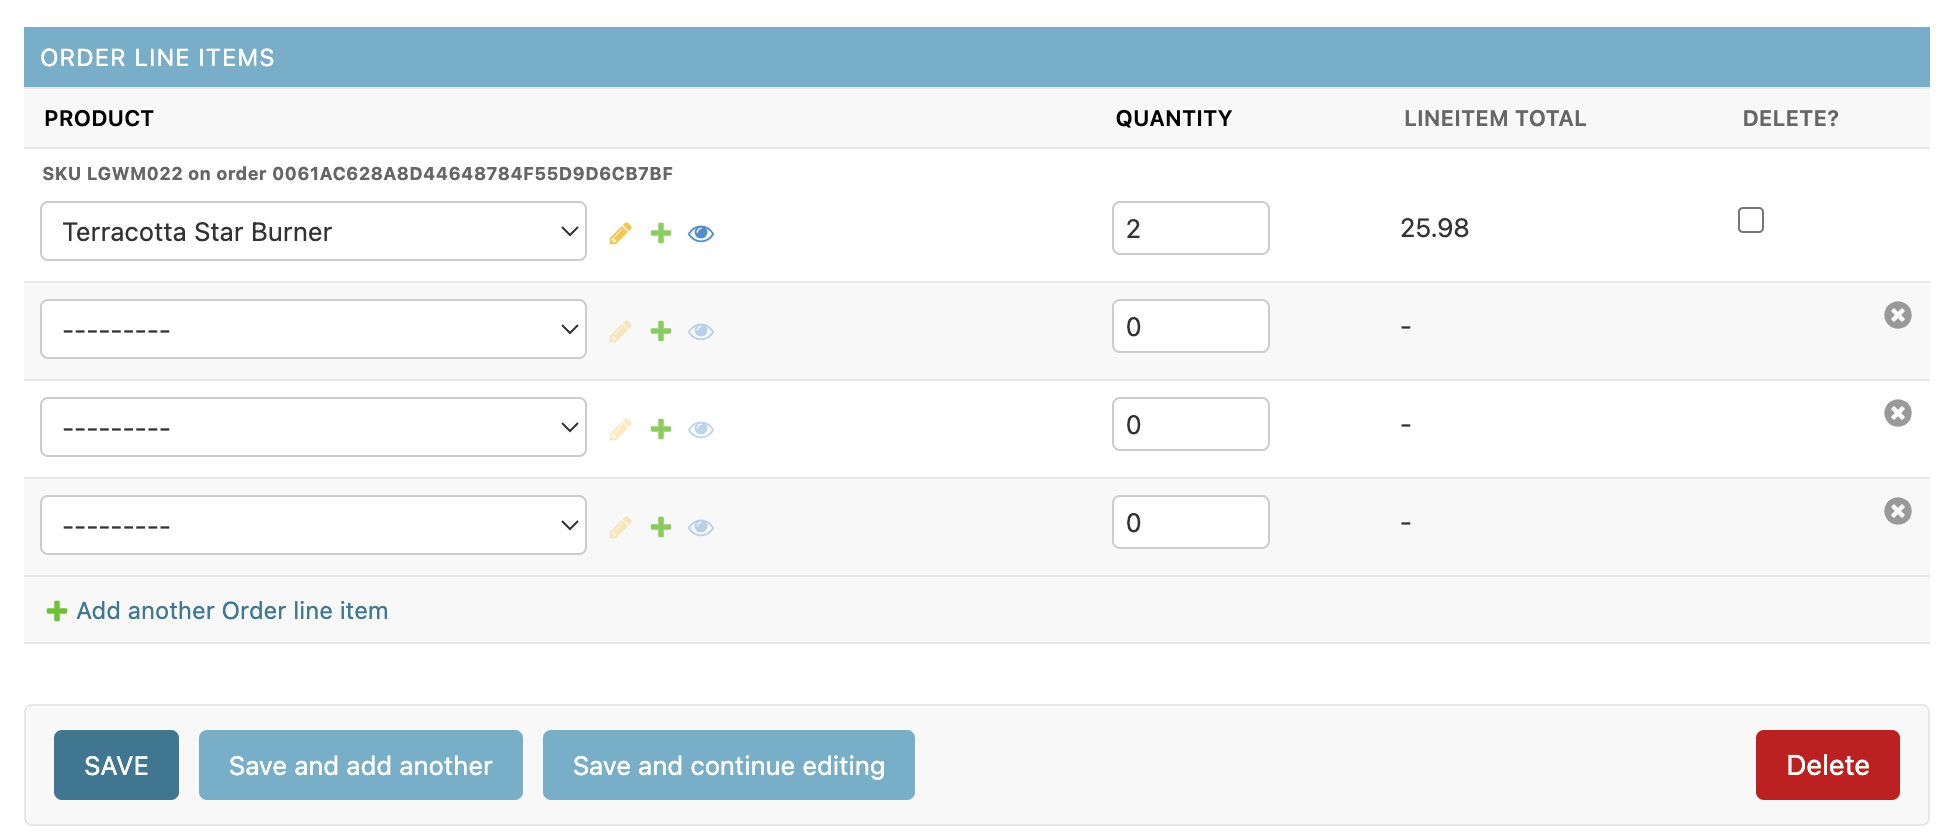 ORDER LINE ITEMS
PRODUCT QUANTITY LINEITEM TOTAL DELETE?
SKU LGWM022 on order 0061AC628A8D44648784F55D9D6CB7BF
Terracotta Star Burner 2 25.98
--------- 0 -
--------- 0 -
--------- 0 -
Add another Order line item
SAVE Save and add another Save and continue editing Delete